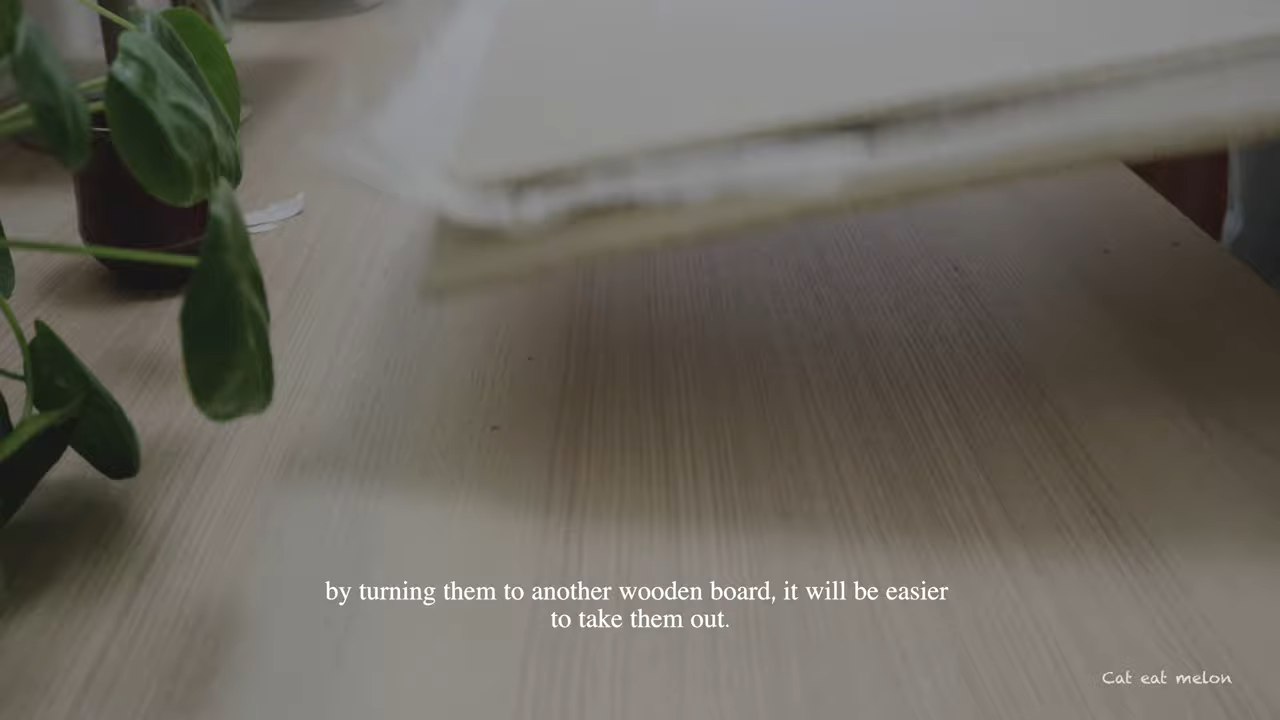 by turning them to another wooden board, it will be easier
to take them out.
Cat eat melon